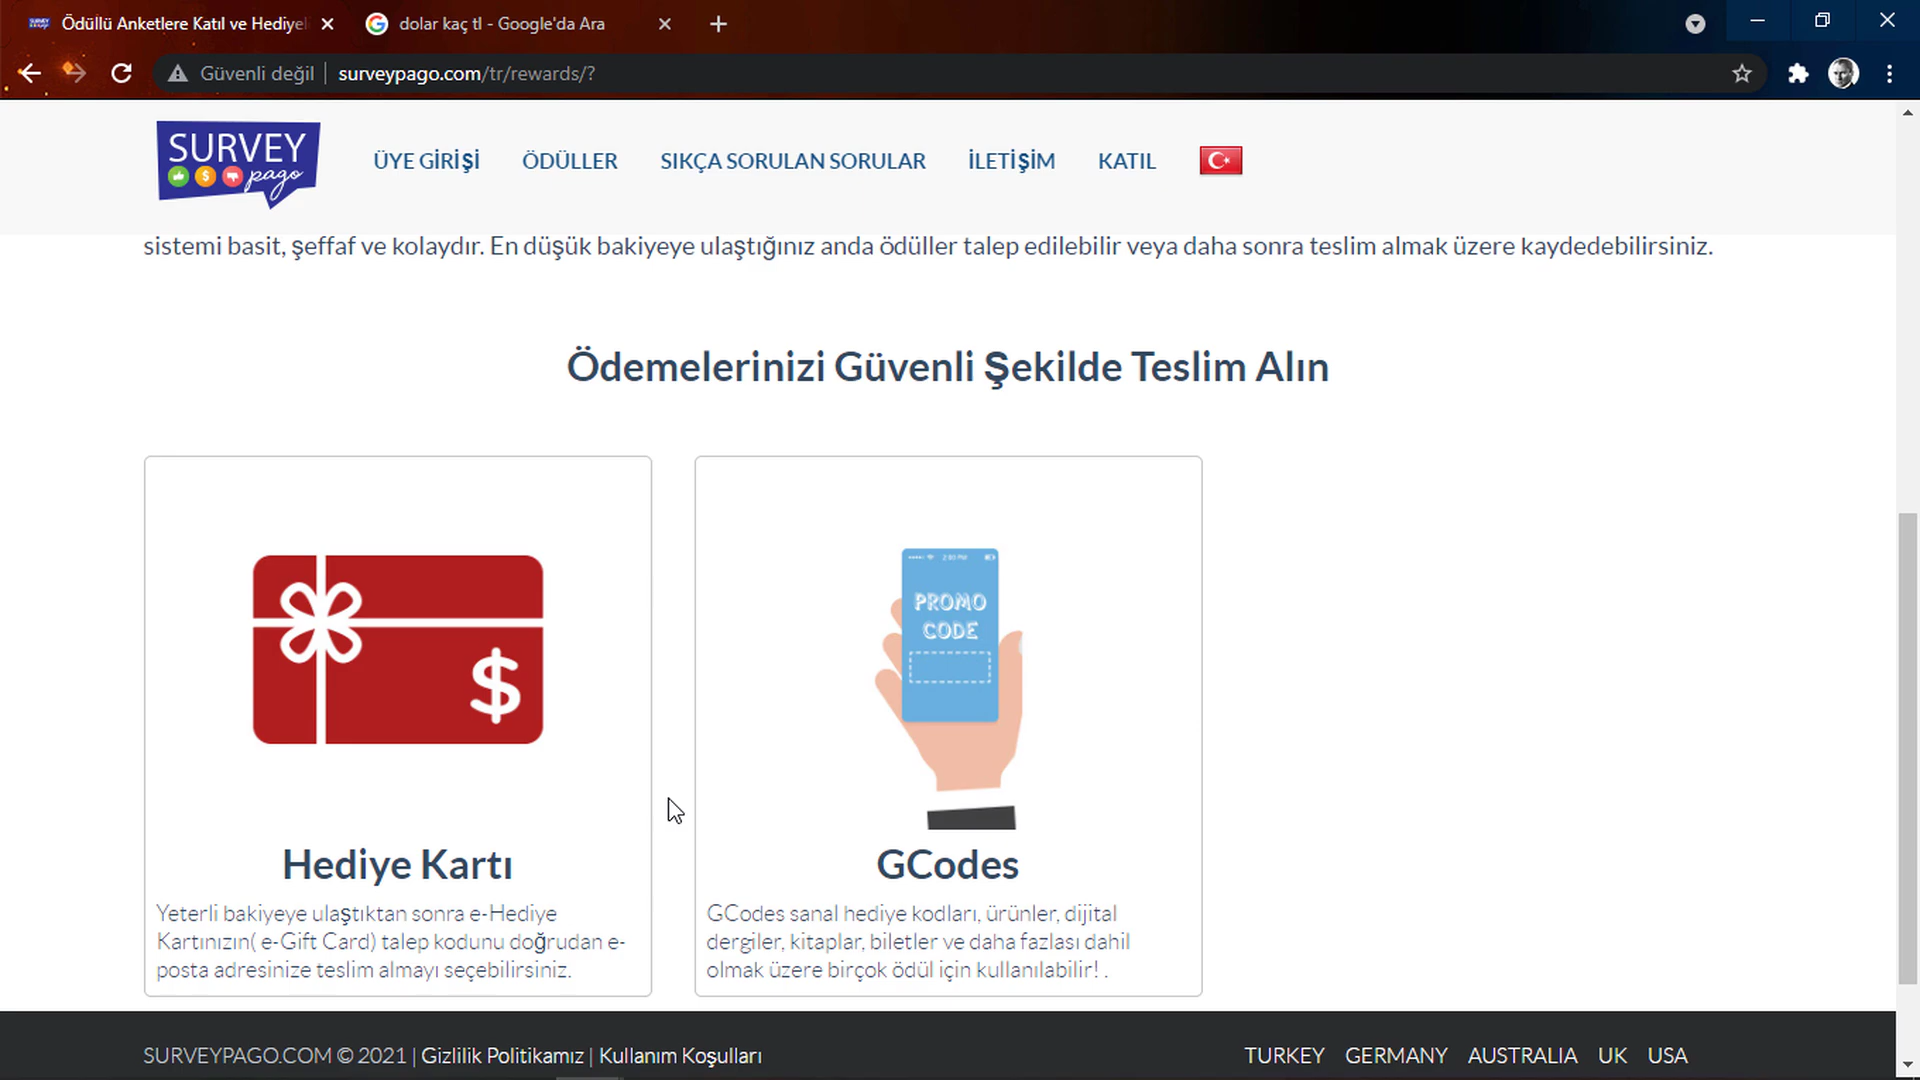 Ödüllü Anketlere Katıl ve Hediyel
dolar kaç tl - Google'da Ara
Güvenli değil
surveypago.com/tr/rewards/?
SURVEY
pago
ÜYE GİRİŞİ
ÖDÜLLER
SIKÇA SORULAN SORULAR
İLETİŞİM
KATIL
sistemi basit, şeffaf ve kolaydır. En düşük bakiyeye ulaştığınız anda ödüller talep edilebilir veya daha sonra teslim almak üzere kaydedebilirsiniz.
Ödemelerinizi Güvenli Şekilde Teslim Alın
$
Hediye Kartı
Yeterli bakiyeye ulaştıktan sonra e-Hediye
Kartınızın( e-Gift Card) talep kodunu doğrudan e-
posta adresinize teslim almayı seçebilirsiniz.
PROMO
CODE
GCodes
GCodes sanal hediye kodları, ürünler, dijital
dergiler, kitaplar, biletler ve daha fazlası dahil
olmak üzere birçok ödül için kullanılabilir! .
SURVEYPAGO.COM © 2021 | Gizlilik Politikamız | Kullanım Koşulları
TURKEY GERMANY AUSTRALIA UK USA